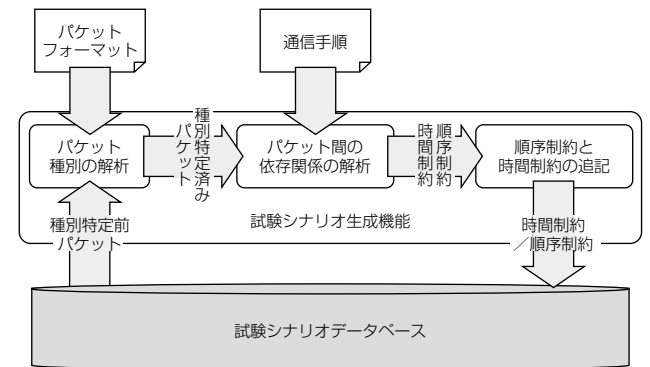 パケット
フォーマット
通信手順
パケット
種別の解析
種別特定済み
パケット
パケット間の
依存関係の解析
順序制約
時間制約
順序制約と
時間制約の追記
種別特定前
パケット
試験シナリオ生成機能
時間制約
／順序制約
試験シナリオデータベース